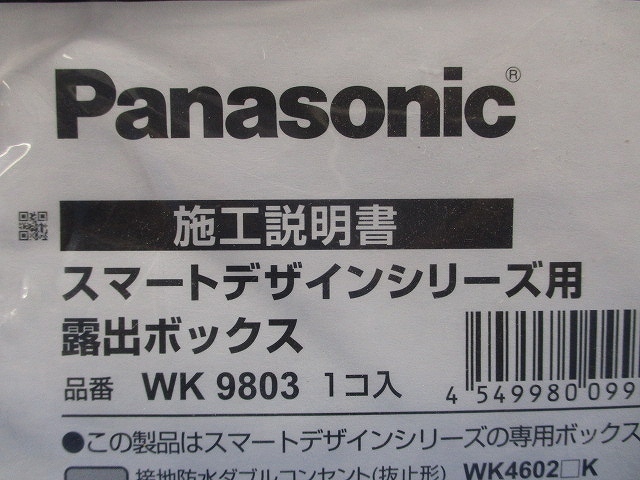 Panasonic®
施工説明書
スマートデザインシリーズ用
露出ボックス
品番 WK 9803 1コ入
4 549980 099
●この製品はスマートデザインシリーズの専用ボックス
接地防水ダブルコンセント(抜止形) WK4602□K